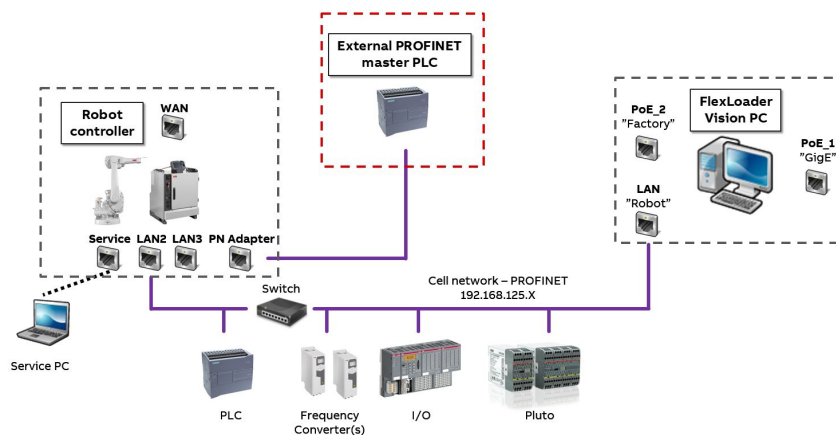 External PROFINET
master PLC
Robot
controller
WAN
FlexLoader
Vision PC
PoE_2
"Factory"
PoE_1
"GigE"
LAN
"Robot"
Service
LAN2
LAN3
PN Adapter
Switch
Cell network – PROFINET
192.168.125.X
Service PC
PLC
Frequency
Converter(s)
I/O
Pluto